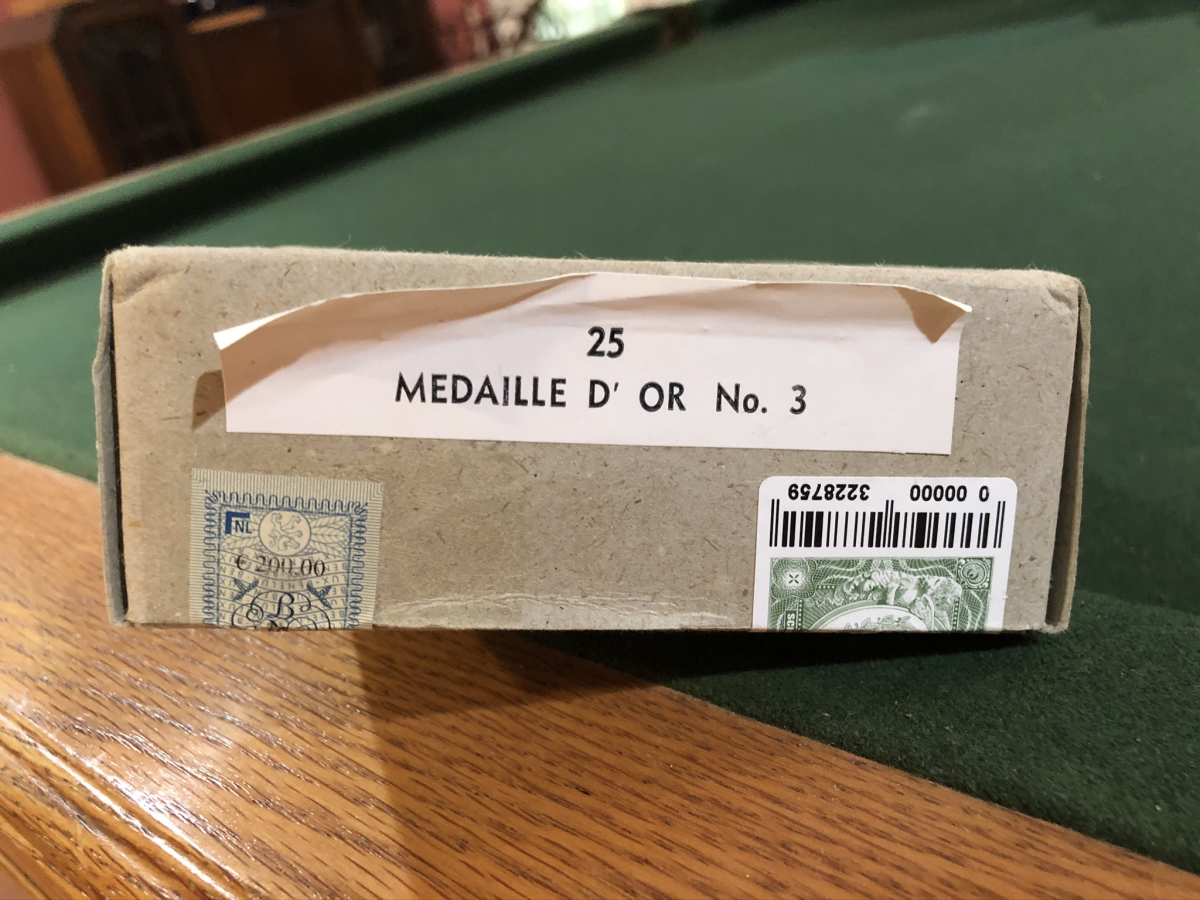 25
MEDAILLE D' OR No. 3
NL
€ 200.00
B
0 00000 3228759